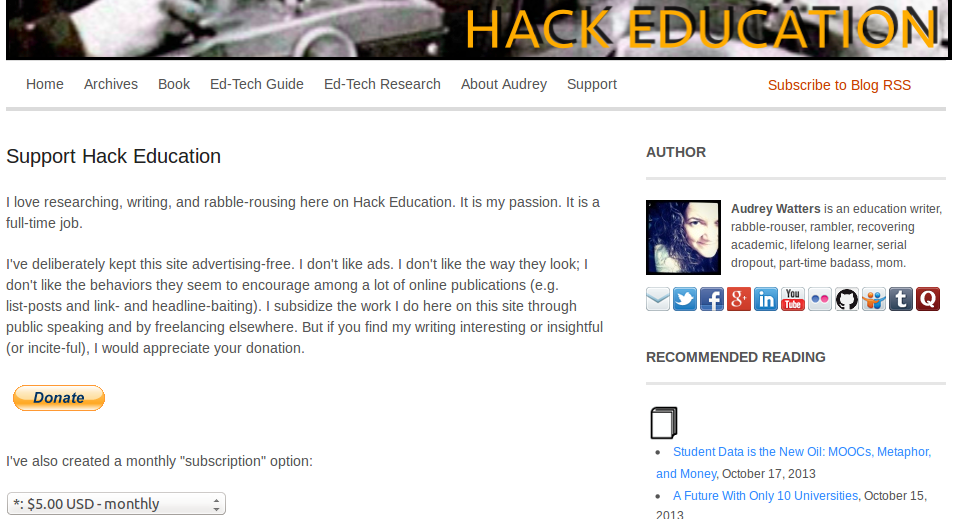 HACK EDUCATION
Home Archives Book Ed-Tech Guide Ed-Tech Research About Audrey Support Subscribe to Blog RSS
Support Hack Education
I love researching, writing, and rabble-rousing here on Hack Education. It is my passion. It is a
full-time job.
I've deliberately kept this site advertising-free. I don't like ads. I don't like the way they look; I
don't like the behaviors they seem to encourage among a lot of online publications (e.g.
list-posts and link- and headline-baiting). I subsidize the work I do here on this site through
public speaking and by freelancing elsewhere. But if you find my writing interesting or insightful
(or incite-ful), I would appreciate your donation.
Donate
I've also created a monthly "subscription" option:
*: $5.00 USD - monthly
AUTHOR
Audrey Watters is an education writer,
rabble-rouser, rambler, recovering
academic, lifelong learner, serial
dropout, part-time badass, mom.
You Tube
RECOMMENDED READING
Student Data is the New Oil: MOOCs, Metaphor,
and Money, October 17, 2013
A Future With Only 10 Universities, October 15,
2013